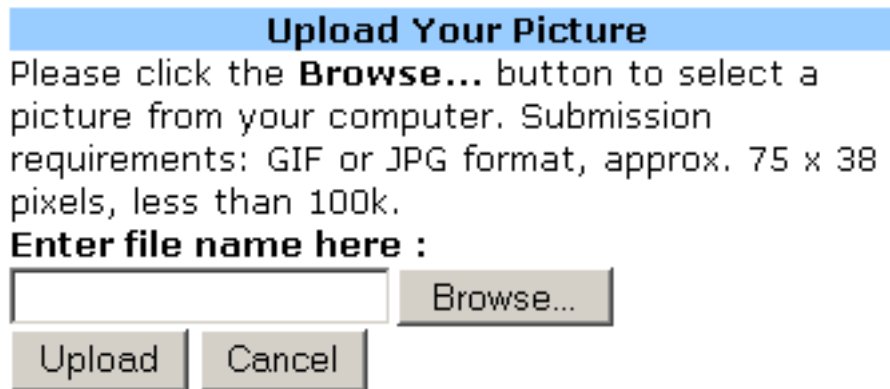 Upload Your Picture
Please click the Browse... button to select a
picture from your computer. Submission
requirements: GIF or JPG format, approx. 75 x 38
pixels, less than 100k.
Enter file name here :
Browse...
Upload Cancel